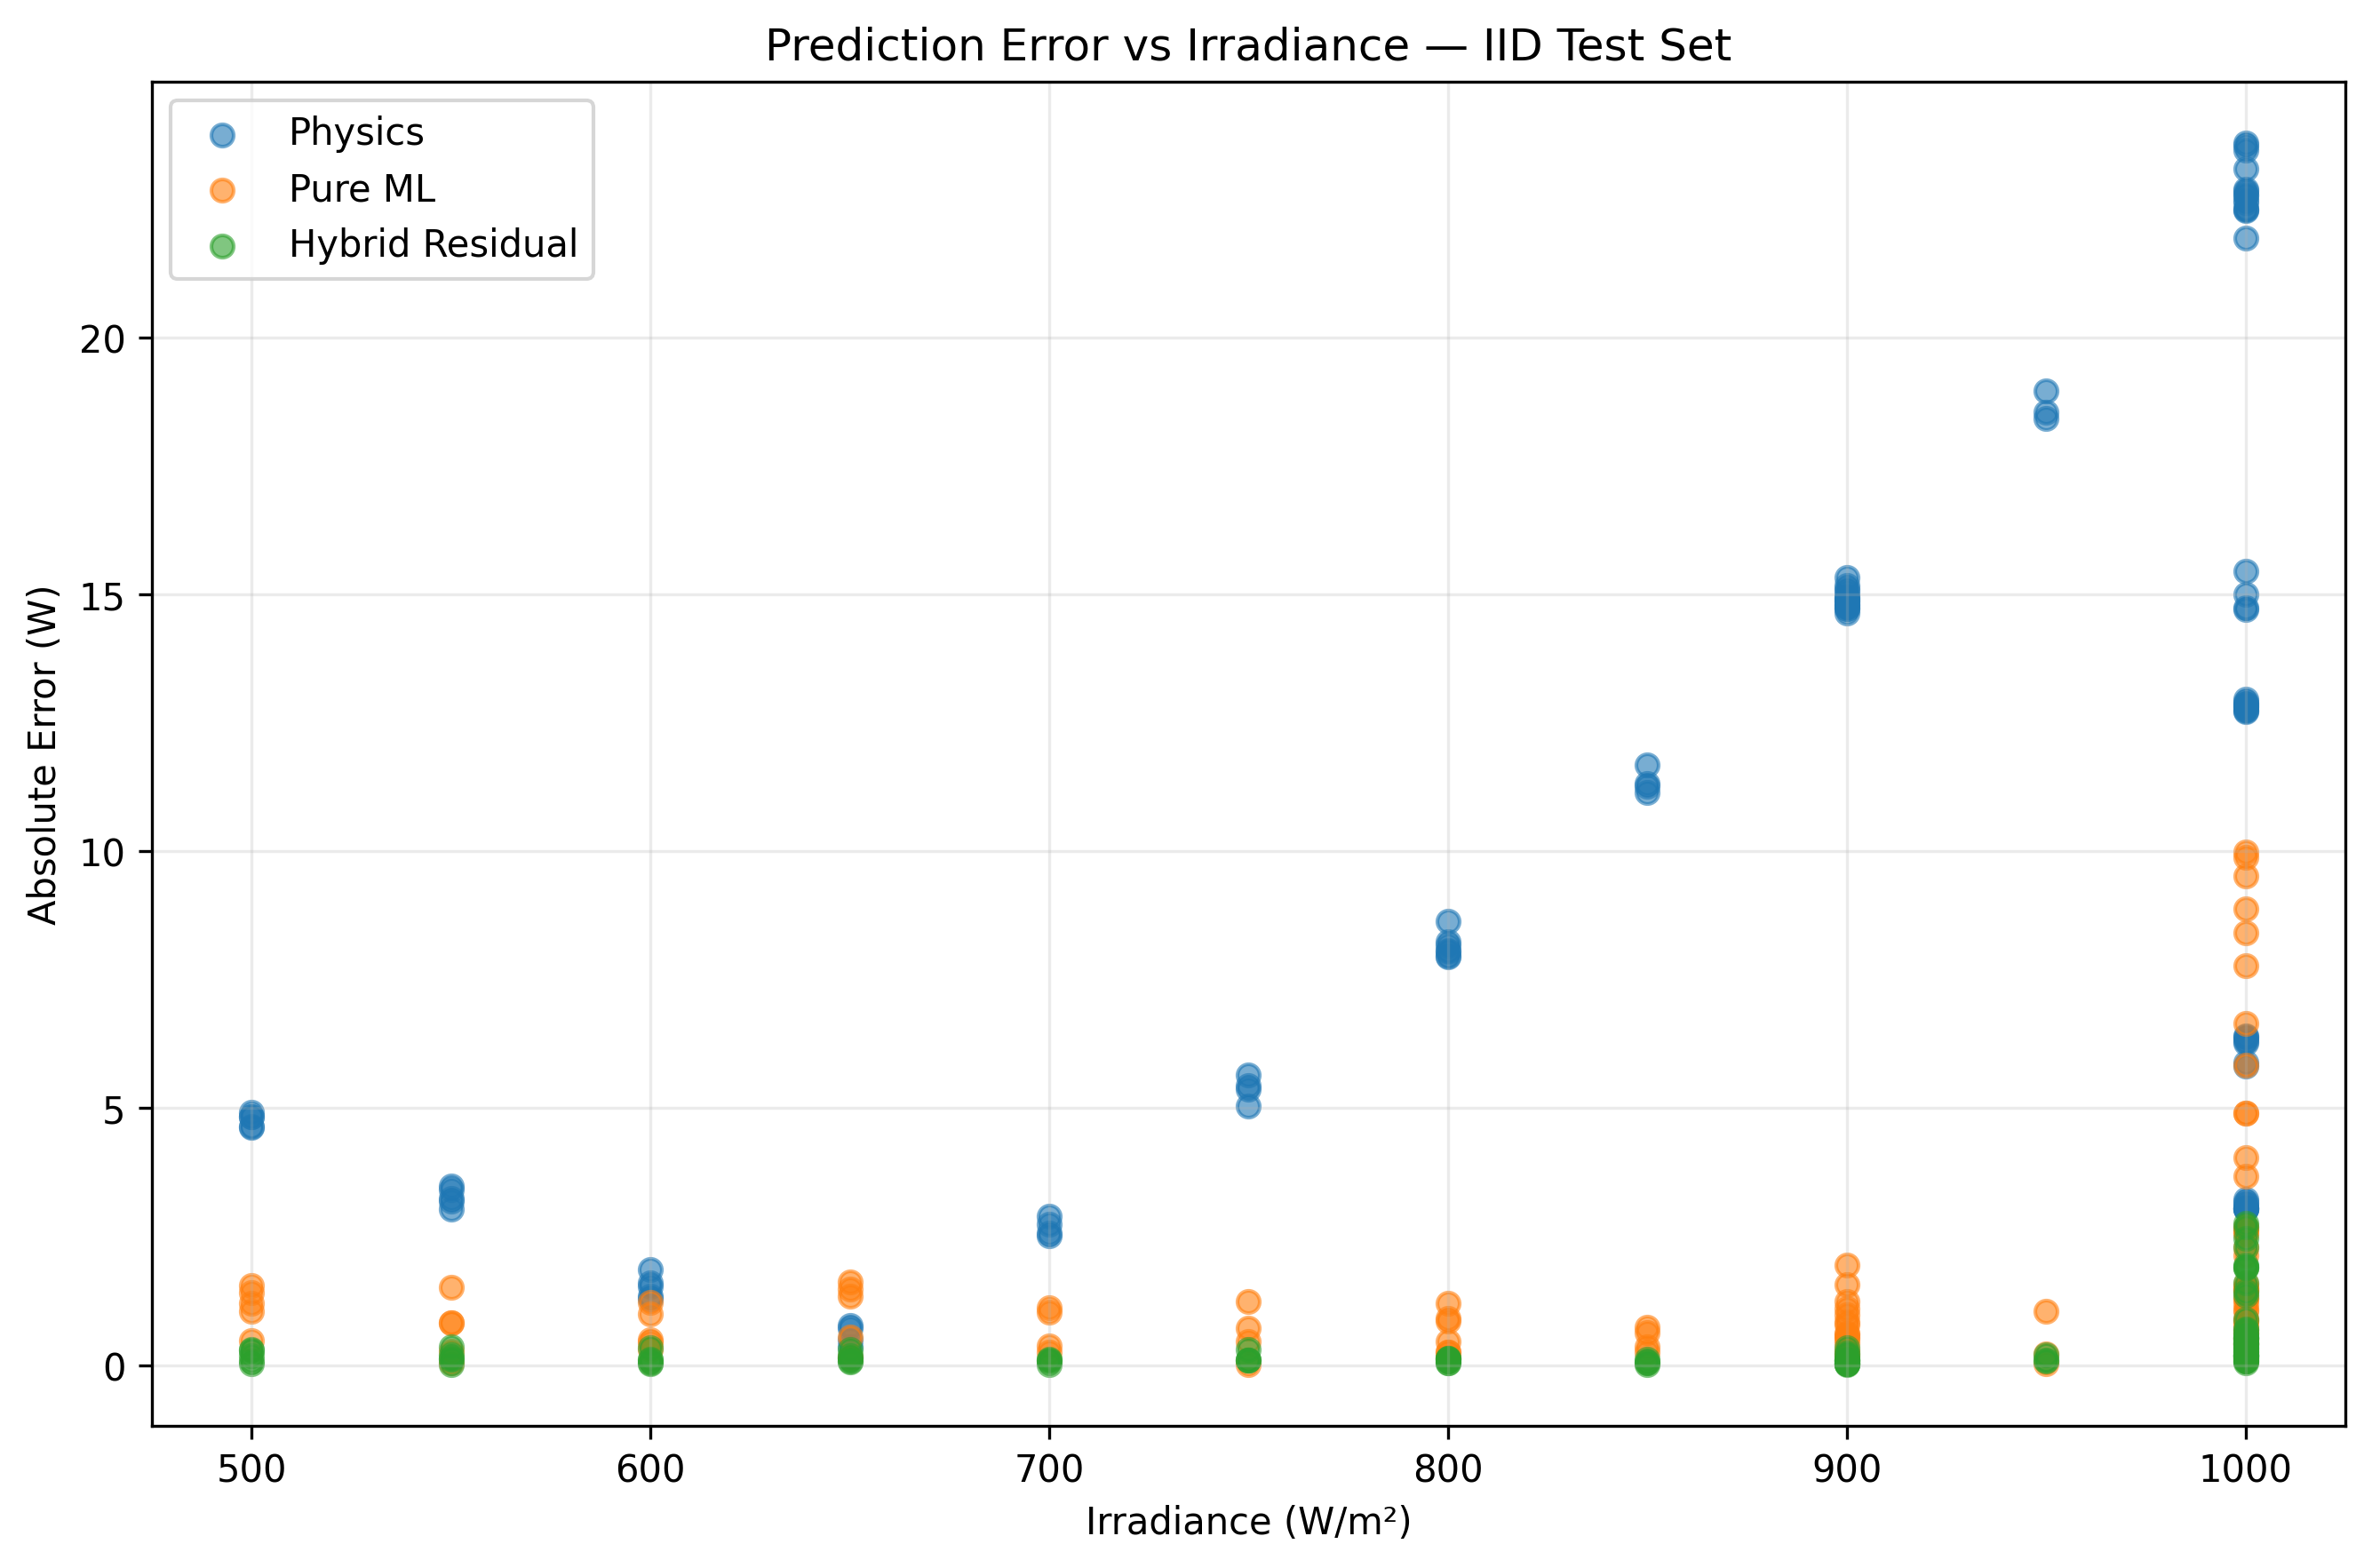 Prediction Error vs Irradiance — IID Test Set
Physics
Pure ML
Hybrid Residual
Absolute Error (W)
20
15
10
5
0
500 600 700 800 900 1000
Irradiance (W/m²)